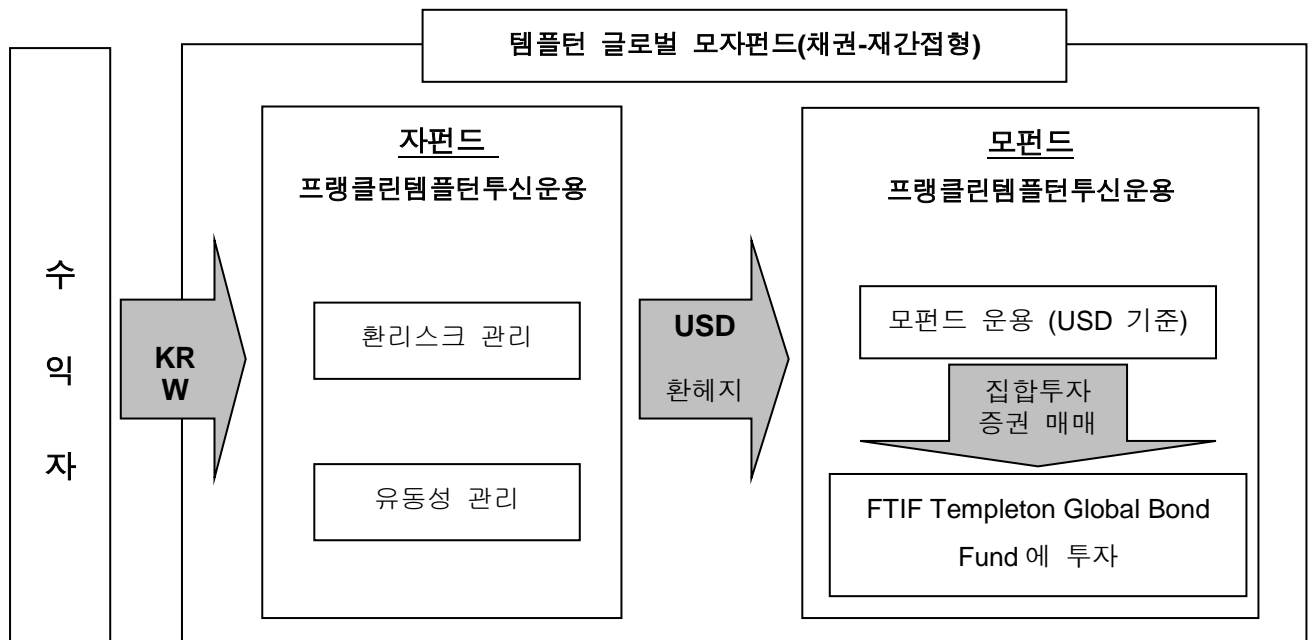 템플턴 글로벌 모자펀드(채권-재간접형)
수
익
자
KR
W
자펀드
프랭클린템플턴투신운용
환리스크 관리
유동성 관리
USD
환헤지
모펀드
프랭클린템플턴투신운용
모펀드 운용 (USD 기준)
집합투자
증권 매매
FTIF Templeton Global Bond
Fund 에 투자